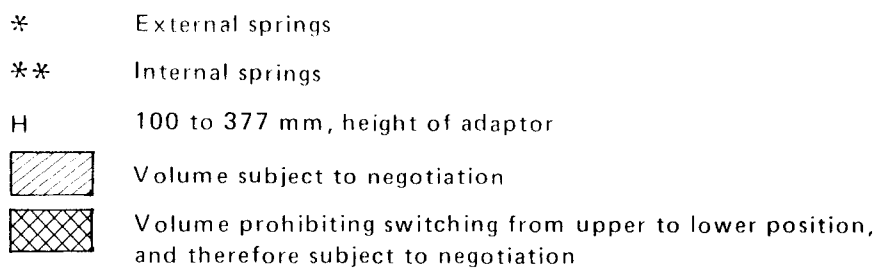 * External springs
** Internal springs
H 100 to 377 mm, height of adaptor
Volume subject to negotiation
Volume prohibiting switching from upper to lower position,
and therefore subject to negotiation